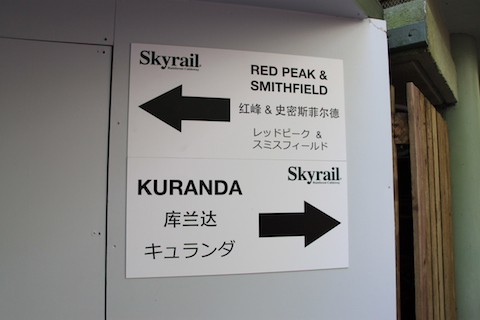 Skyrail
RED PEAK &
SMITHFIELD
红峰 & 史密斯菲尔德
レッドピーク &
スミスフィールド
Skyrail
KURANDA
库兰达
キュランダ